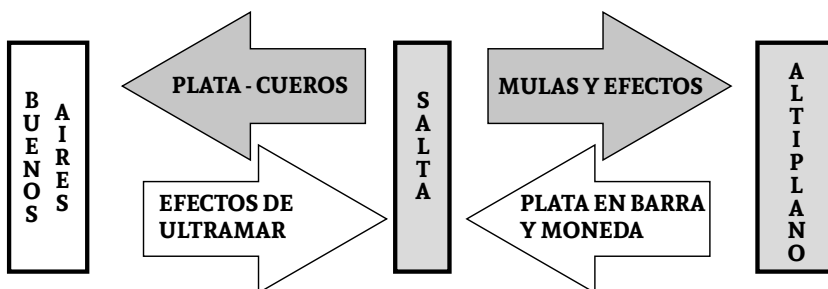 BUENOS
AIRES
PLATA - CUEROS
EFECTOS DE
ULTRAMAR
SALTA
MULAS Y EFECTOS
PLATA EN BARRA
Y MONEDA
ALTIPLANO